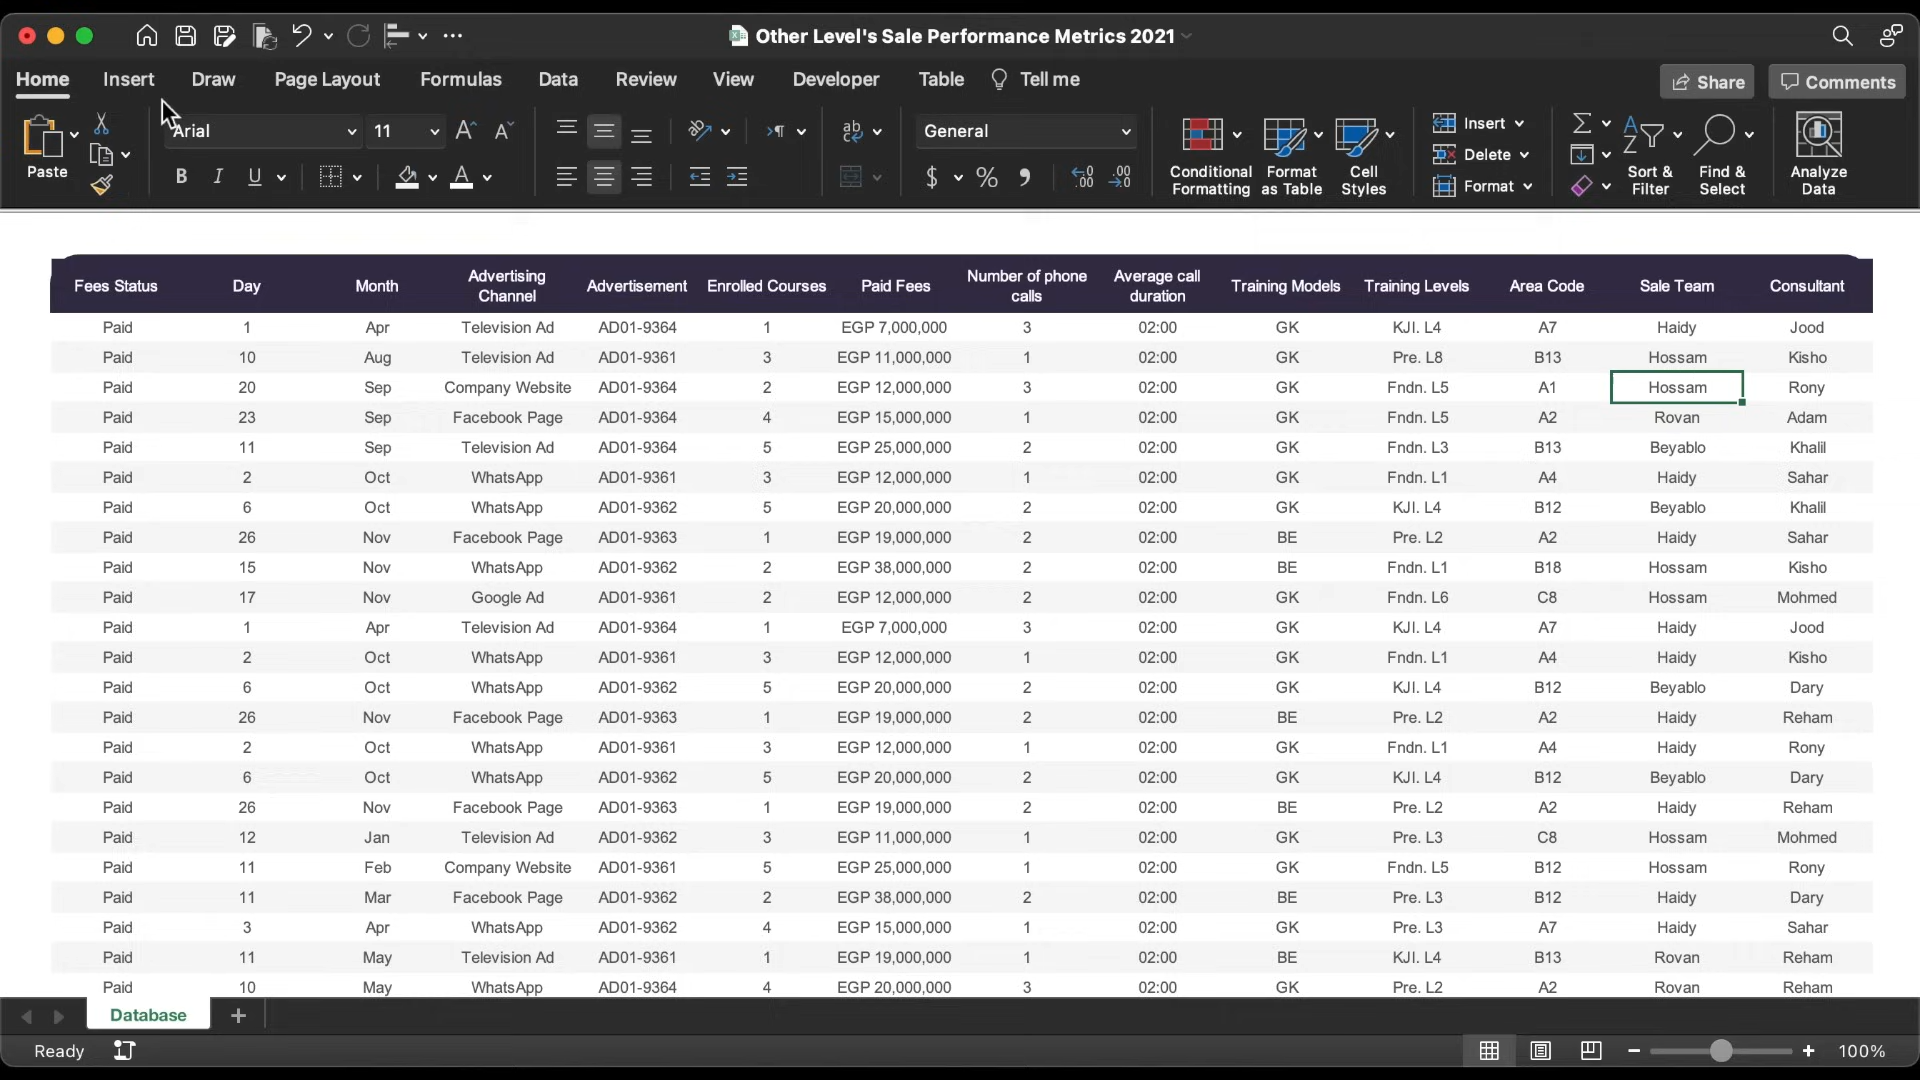 Other Level's Sale Performance Metrics 2021
Home Insert Draw Page Layout Formulas Data Review View Developer Table Tell me Share Comments
Paste Arial 11 General Conditional Formatting Format as Table Cell Styles Insert Delete Format Sort & Filter Find & Select Analyze Data
Fees Status Day Month Advertising Channel Advertisement Enrolled Courses Paid Fees Number of phone calls Average call duration Training Models Training Levels Area Code Sale Team Consultant
Paid 1 Apr Television Ad AD01-9364 1 EGP 7,000,000 3 02:00 GK KJI. L4 A7 Haidy Jood
Paid 10 Aug Television Ad AD01-9361 3 EGP 11,000,000 1 02:00 GK Pre. L8 B13 Hossam Kisho
Paid 20 Sep Company Website AD01-9364 2 EGP 12,000,000 3 02:00 GK Fndn. L5 A1 Hossam Rony
Paid 23 Sep Facebook Page AD01-9364 4 EGP 15,000,000 1 02:00 GK Fndn. L5 A2 Rovan Adam
Paid 11 Sep Television Ad AD01-9364 5 EGP 25,000,000 2 02:00 GK Fndn. L3 B13 Beyablo Khalil
Paid 2 Oct WhatsApp AD01-9361 3 EGP 12,000,000 1 02:00 GK Fndn. L1 A4 Haidy Sahar
Paid 6 Oct WhatsApp AD01-9362 5 EGP 20,000,000 2 02:00 GK KJI. L4 B12 Beyablo Khalil
Paid 26 Nov Facebook Page AD01-9363 1 EGP 19,000,000 2 02:00 BE Pre. L2 A2 Haidy Sahar
Paid 15 Nov WhatsApp AD01-9362 2 EGP 38,000,000 2 02:00 BE Fndn. L1 B18 Hossam Kisho
Paid 17 Nov Google Ad AD01-9361 2 EGP 12,000,000 2 02:00 GK Fndn. L6 C8 Hossam Mohmed
Paid 1 Apr Television Ad AD01-9364 1 EGP 7,000,000 3 02:00 GK KJI. L4 A7 Haidy Jood
Paid 2 Oct WhatsApp AD01-9361 3 EGP 12,000,000 1 02:00 GK Fndn. L1 A4 Haidy Kisho
Paid 6 Oct WhatsApp AD01-9362 5 EGP 20,000,000 2 02:00 GK KJI. L4 B12 Beyablo Dary
Paid 26 Nov Facebook Page AD01-9363 1 EGP 19,000,000 2 02:00 BE Pre. L2 A2 Haidy Reham
Paid 2 Oct WhatsApp AD01-9361 3 EGP 12,000,000 1 02:00 GK Fndn. L1 A4 Haidy Rony
Paid 6 Oct WhatsApp AD01-9362 5 EGP 20,000,000 2 02:00 GK KJI. L4 B12 Beyablo Dary
Paid 26 Nov Facebook Page AD01-9363 1 EGP 19,000,000 2 02:00 BE Pre. L2 A2 Haidy Reham
Paid 12 Jan Television Ad AD01-9362 3 EGP 11,000,000 1 02:00 GK Pre. L3 C8 Hossam Mohmed
Paid 11 Feb Company Website AD01-9361 5 EGP 25,000,000 1 02:00 GK Fndn. L5 B12 Hossam Rony
Paid 11 Mar Facebook Page AD01-9362 2 EGP 38,000,000 2 02:00 BE Pre. L3 B12 Haidy Dary
Paid 3 Apr WhatsApp AD01-9362 4 EGP 15,000,000 1 02:00 GK Pre. L3 A7 Haidy Sahar
Paid 11 May Television Ad AD01-9361 1 EGP 19,000,000 1 02:00 BE KJI. L4 B13 Rovan Reham
Paid 10 May WhatsApp AD01-9364 4 EGP 20,000,000 3 02:00 GK Pre. L2 A2 Rovan Reham
Database
Ready 100%